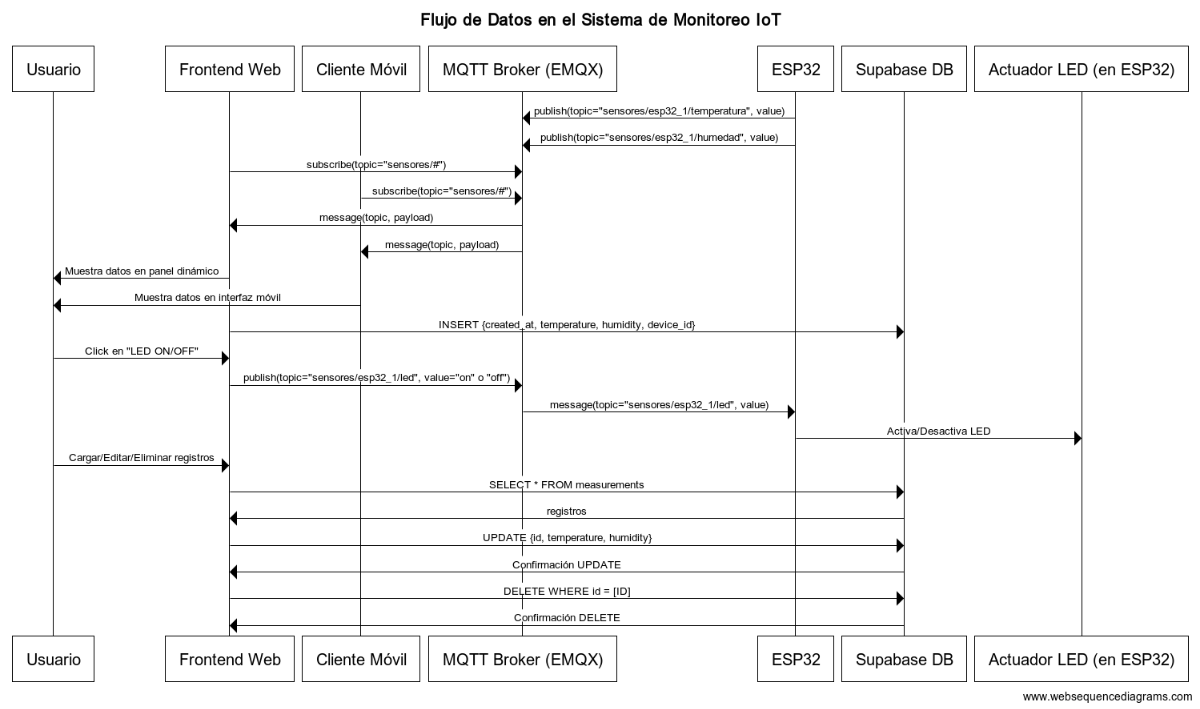 Flujo de Datos en el Sistema de Monitoreo IoT
Usuario
Frontend Web
Cliente Móvil
MQTT Broker (EMQX)
ESP32
Supabase DB
Actuador LED (en ESP32)
publish(topic="sensores/esp32_1/temperatura", value)
publish(topic="sensores/esp32_1/humedad", value)
subscribe(topic="sensores/#")
subscribe(topic="sensores/#")
message(topic, payload)
message(topic, payload)
Muestra datos en panel dinámico
Muestra datos en interfaz móvil
INSERT {created_at, temperature, humidity, device_id}
Click en "LED ON/OFF"
publish(topic="sensores/esp32_1/led", value="on" o "off")
message(topic="sensores/esp32_1/led", value)
Activa/Desactiva LED
Cargar/Editar/Eliminar registros
SELECT * FROM measurements
registros
UPDATE {id, temperature, humidity}
Confirmación UPDATE
DELETE WHERE id = [ID]
Confirmación DELETE
Usuario
Frontend Web
Cliente Móvil
MQTT Broker (EMQX)
ESP32
Supabase DB
Actuador LED (en ESP32)
www.websequencediagrams.com